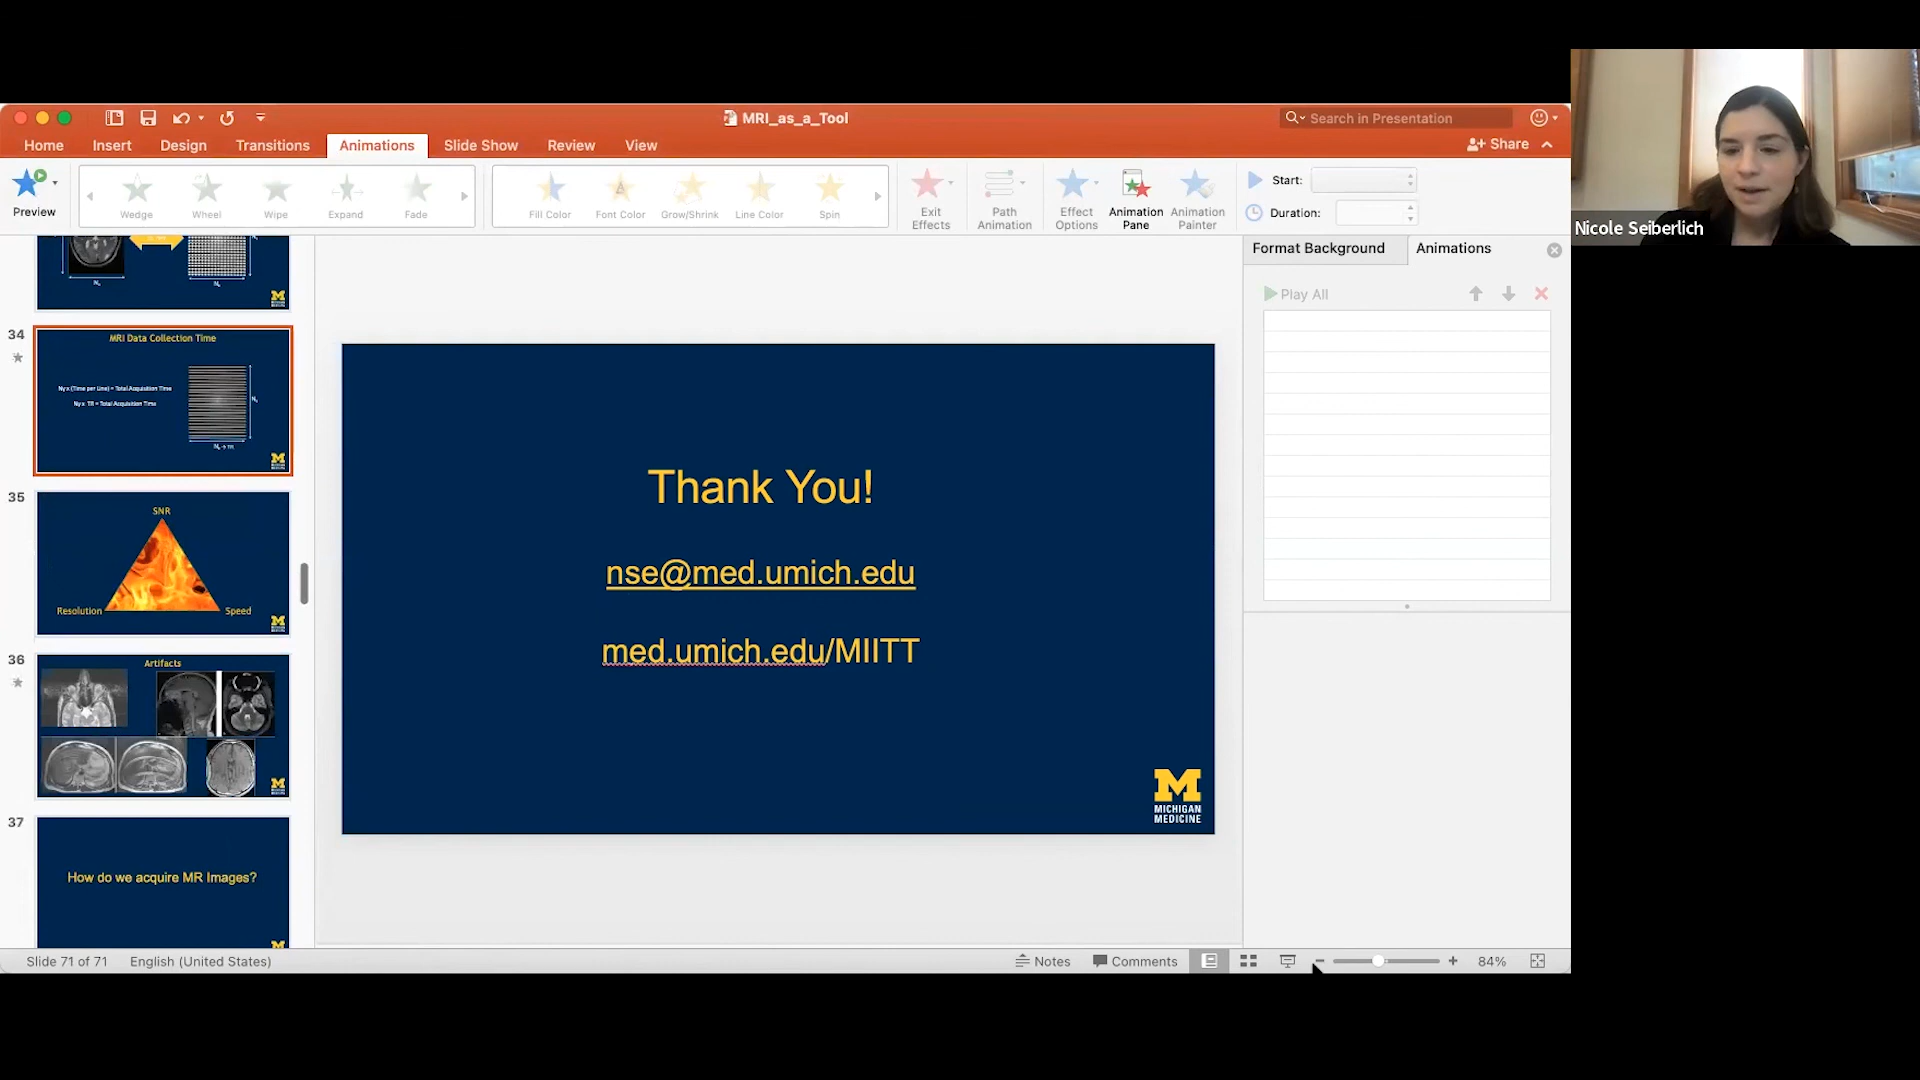 MRI_as_a_Tool
Search in Presentation
Home Insert Design Transitions Animations Slide Show Review View
Share
Preview
Wedge Wheel Wipe Expand Fade
Fill Color Font Color Grow/Shrink Line Color Spin
Exit Effects
Path Animation
Effect Options
Animation Pane
Animation Painter
Start:
Duration:
Nicole Seiberlich
Format Background Animations
Play All
34
MRI Data Collection Time
Ny x (Time per Line) = Total Acquisition Time
Ny x TR = Total Acquisition Time
35
SNR
Resolution Speed
36
Artifacts
37
How do we acquire MR Images?
Thank You!
nse@med.umich.edu
med.umich.edu/MIITT
M
MICHIGAN
MEDICINE
Slide 71 of 71 English (United States)
Notes Comments 84%